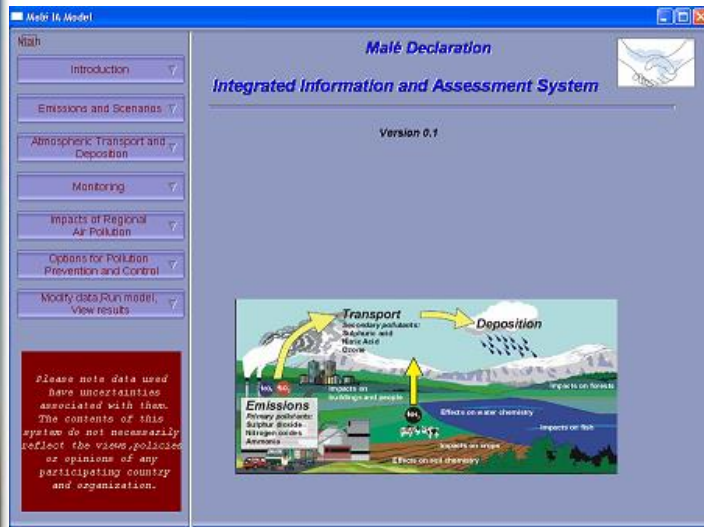 Malé IA Model
Main
Introduction
Emissions and Scenarios
Atmospheric Transport and
Deposition
Monitoring
Impacts of Regional
Air Pollution
Options for Pollution
Prevention and Control
Modify data,Run model,
View results
Please note data used
have uncertainties
associated with them.
The contents of this
system do not necessarily
reflect the views,policies
or opinions of any
participating country
and organization.
Malé Declaration
Integrated Information and Assessment System
Version 0.1
Transport
Secondary pollutants:
Sulphuric acid
Nitric Acid
Ozone
Deposition
NOx
SO2
Impacts on
buildings and people
Impacts on forests
Emissions
Primary pollutants:
Sulphur dioxide
Nitrogen oxides
Ammonia
NH3
Effects on water chemistry
Impacts on fish
Impacts on crops
Effects on soil chemistry